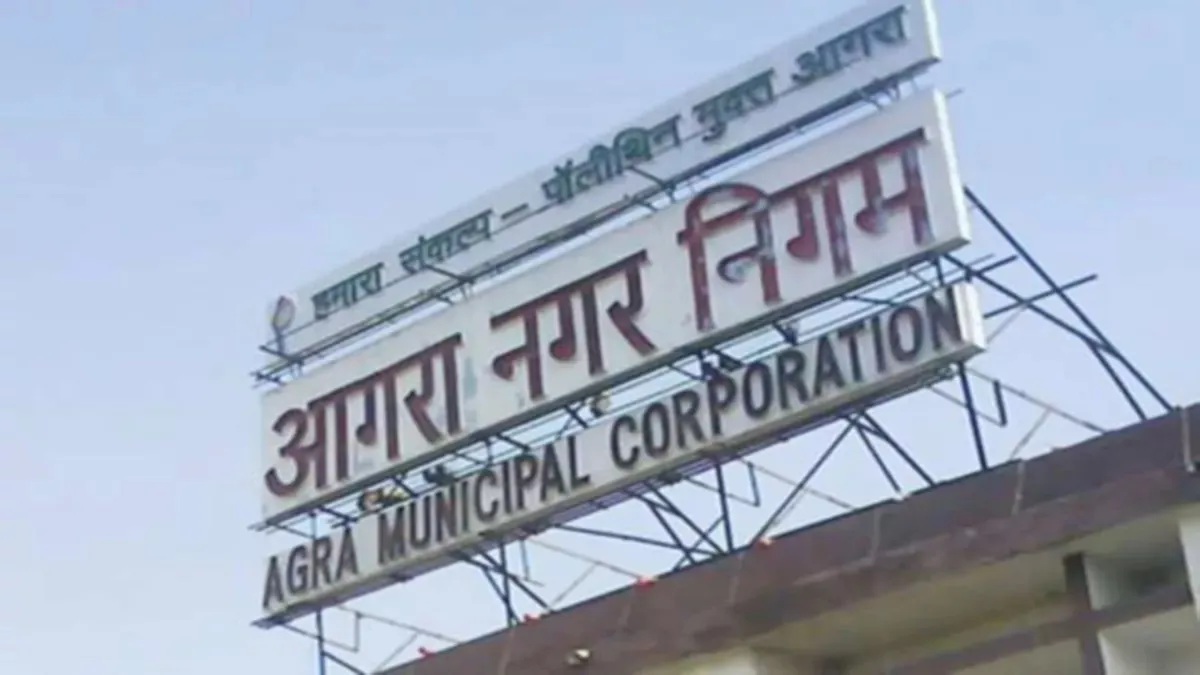 हमारा संकल्प - पॉलीथिन मुक्त आगरा
आगरा नगर निगम
AGRA MUNICIPAL CORPORATION